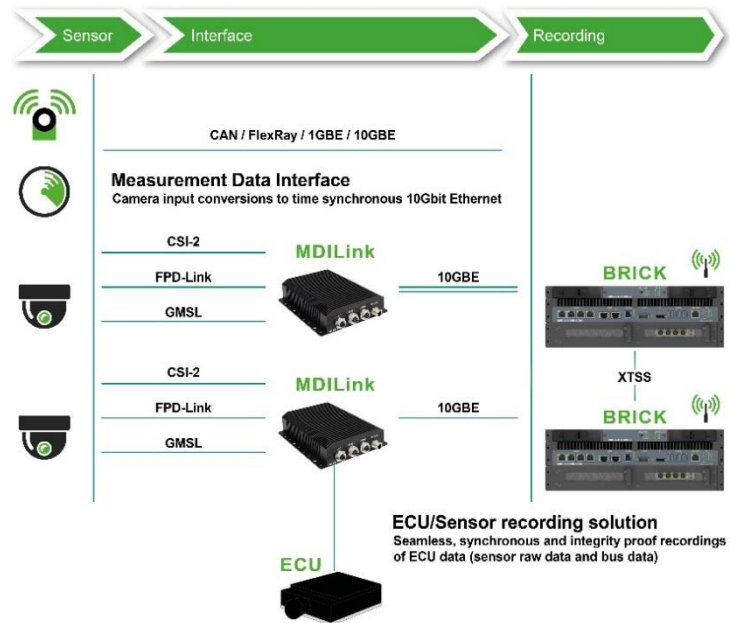 Sensor
Interface
Recording
CAN / FlexRay / 1GBE / 10GBE
Measurement Data Interface
Camera input conversions to time synchronous 10Gbit Ethernet
CSI-2
MDILink
FPD-Link
10GBE
GMSL
BRICK
XTSS
CSI-2
MDILink
FPD-Link
10GBE
GMSL
BRICK
ECU/Sensor recording solution
Seamless, synchronous and integrity proof recordings
of ECU data (sensor raw data and bus data)
ECU